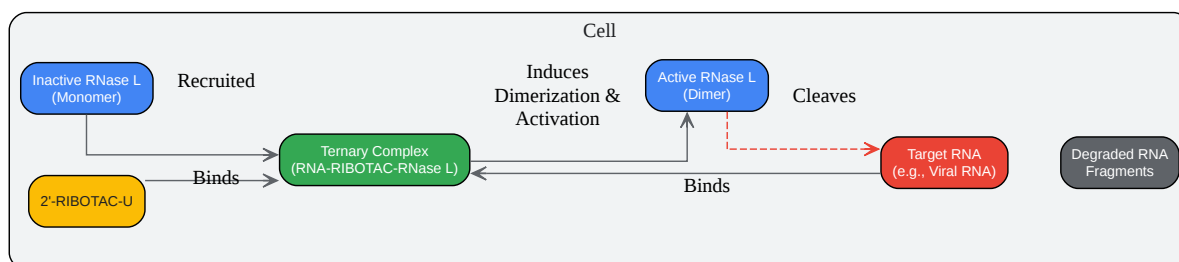 Cell
Inactive RNase L
(Monomer)
Recruited
Induces
Dimerization &
Activation
Active RNase L
(Dimer)
Cleaves
Ternary Complex
(RNA-RIBOTAC-RNase L)
Target RNA
(e.g., Viral RNA)
Degraded RNA
Fragments
2'-RIBOTAC-U
Binds
Binds